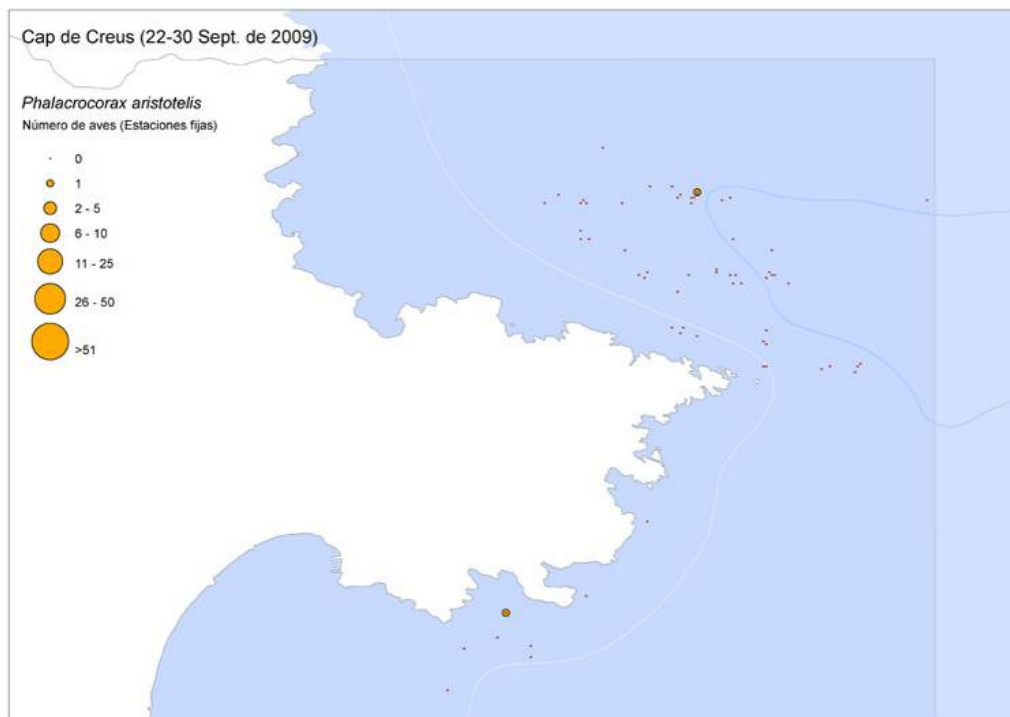 Cap de Creus (22-30 Sept. de 2009)
Phalacrocorax aristotelis
Número de aves (Estaciones fijas)
0
1
2 - 5
6 - 10
11 - 25
26 - 50
>51